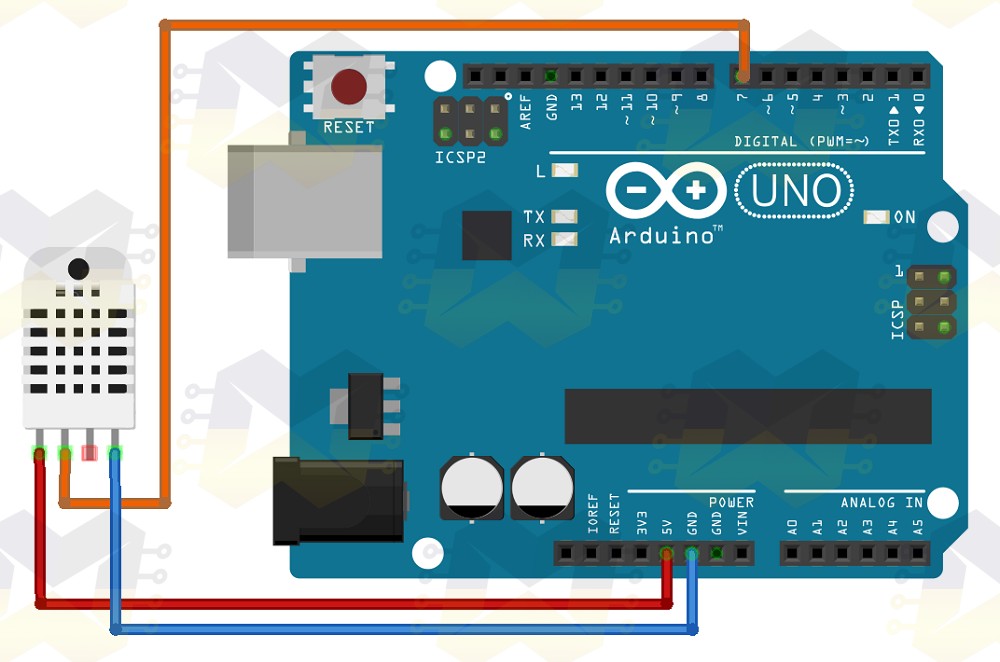 RESET
ICSP2
AREF
GND
13
12
~11
~10
~9
8
7
~6
~5
4
~3
2
TX0▶1
RX0◀0
DIGITAL (PWM=~)
L
TX
RX
UNO
Arduino™
ON
1
ICSP
POWER
ANALOG IN
IOREF
RESET
3V3
5V
GND
GND
VIN
A0
A1
A2
A3
A4
A5